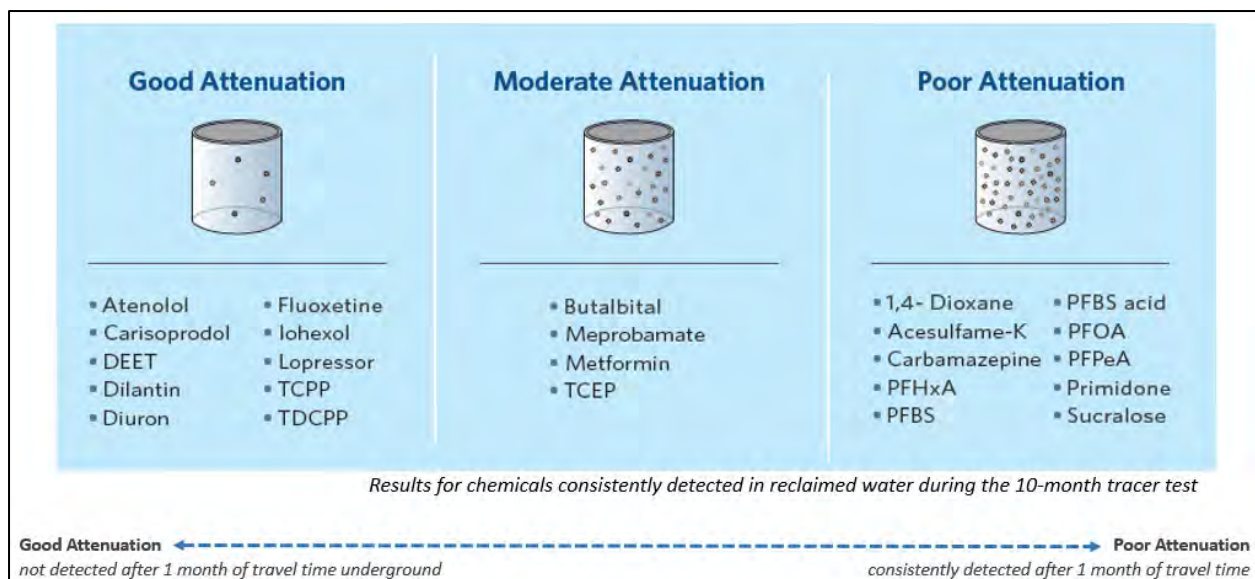 Good Attenuation
Moderate Attenuation
Poor Attenuation
▪ Atenolol
▪ Carisoprodol
▪ DEET
▪ Dilantin
▪ Diuron
▪ Fluoxetine
▪ Iohexol
▪ Lopressor
▪ TCPP
▪ TDCPP
▪ Butalbital
▪ Meprobamate
▪ Metformin
▪ TCEP
▪ 1,4- Dioxane
▪ Acesulfame-K
▪ Carbamazepine
▪ PFHxA
▪ PFBS
▪ PFBS acid
▪ PFOA
▪ PFPeA
▪ Primidone
▪ Sucralose
Results for chemicals consistently detected in reclaimed water during the 10-month tracer test
Good Attenuation
not detected after 1 month of travel time underground
Poor Attenuation
consistently detected after 1 month of travel time